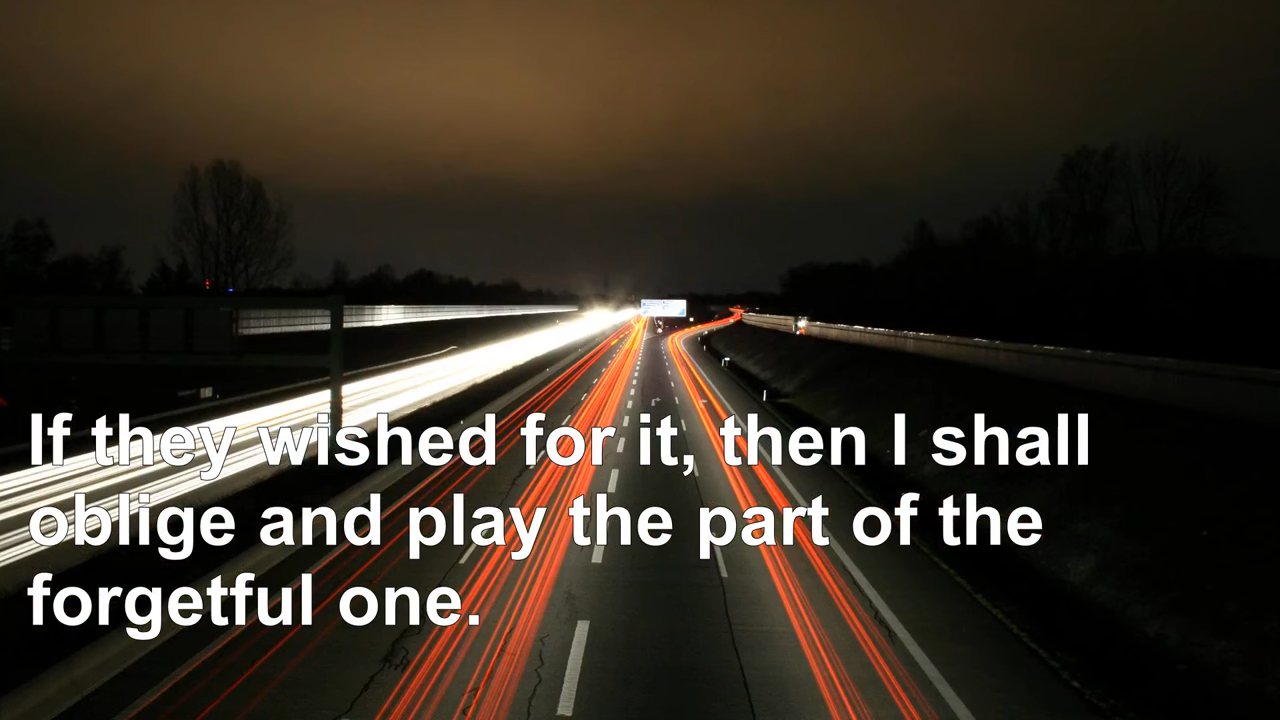 If they wished for it, then I shall
oblige and play the part of the
forgetful one.